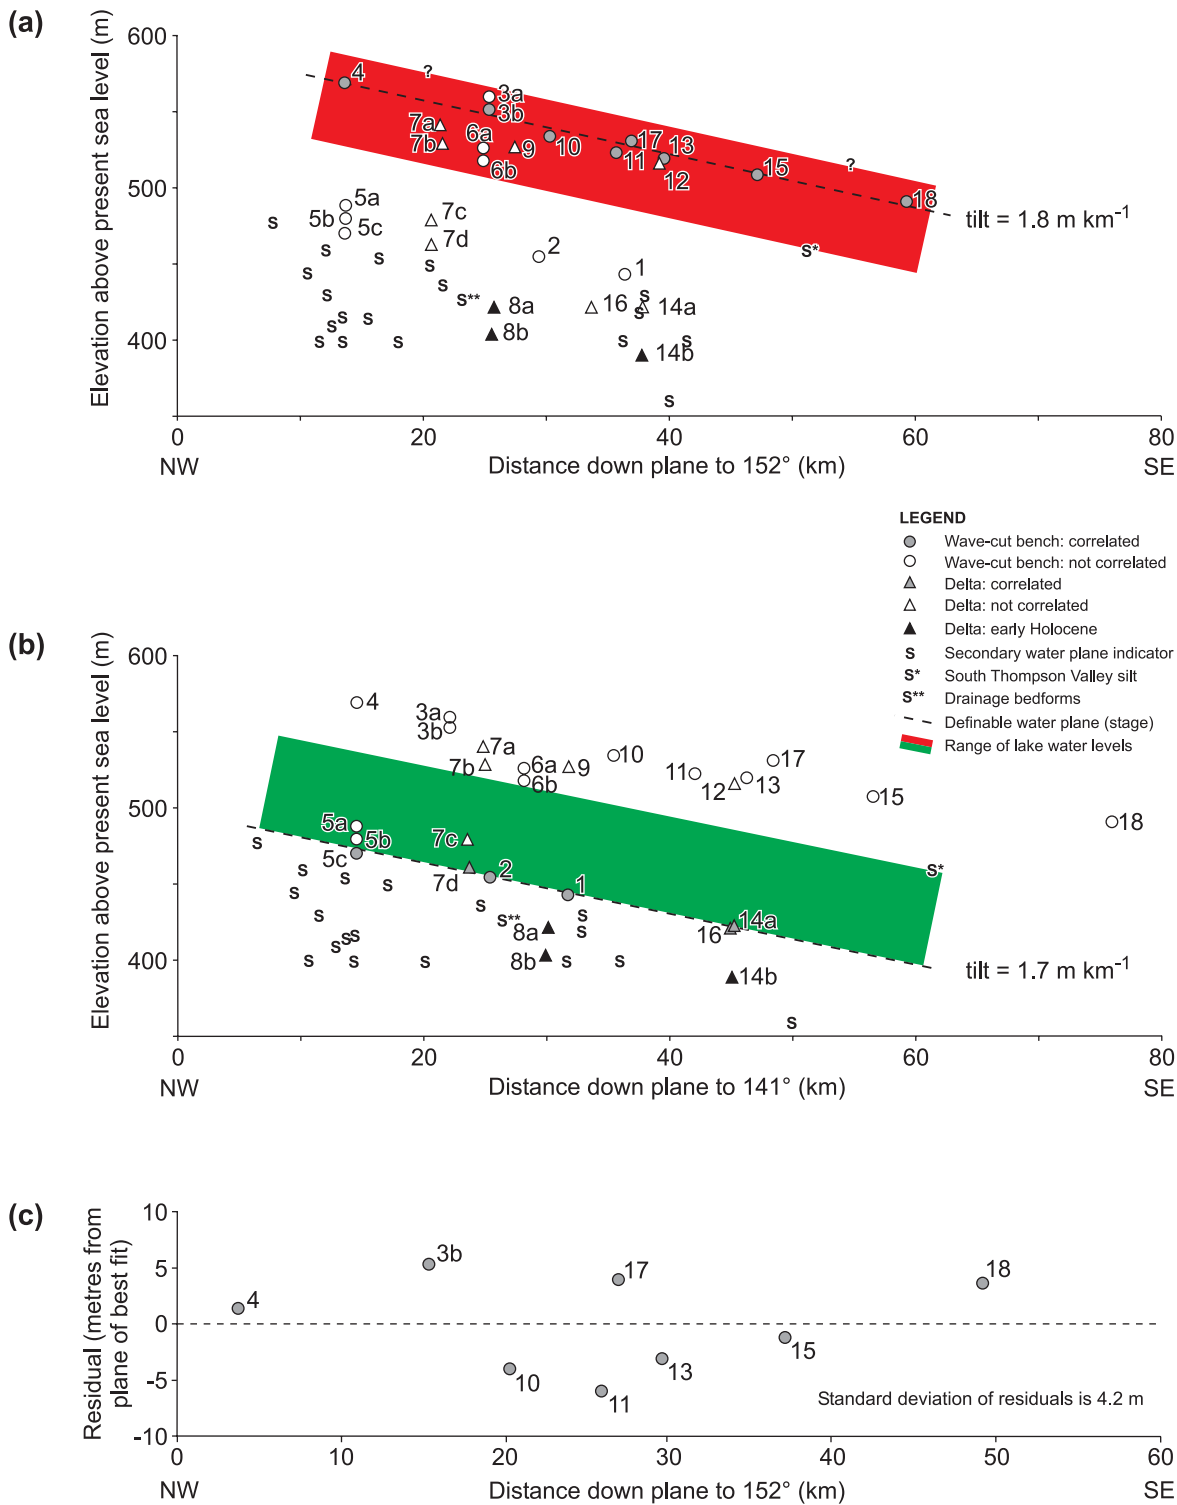 (a)
Elevation above present sea level (m)
600
500
400
?
4
3a
3b
7a
7b
6a
6b
9
10
17
13
11
12
15
?
18
tilt = 1.8 m km-1
5a
5b
5c
7c
7d
2
1
S*
S
S
S
S
S
S
S
S
S
S
S
S
S
S
S**
8a
8b
16
14a
14b
S
S
S
S
S
0
20
40
60
80
NW
Distance down plane to 152° (km)
SE
LEGEND
Wave-cut bench: correlated
Wave-cut bench: not correlated
Delta: correlated
Delta: not correlated
Delta: early Holocene
S Secondary water plane indicator
S* South Thompson Valley silt
S** Drainage bedforms
Definable water plane (stage)
Range of lake water levels
(b)
Elevation above present sea level (m)
600
500
400
4
3a
3b
7a
7b
6a
6b
9
10
11
12
13
17
15
18
S*
5a
5b
5c
7c
7d
2
1
16
14a
tilt = 1.7 m km-1
S
S
S
S
S
S
S
S
S
S
S
S
S
S
S**
8a
8b
14b
S
S
S
S
S
0
20
40
60
80
NW
Distance down plane to 141° (km)
SE
(c)
Residual (metres from
plane of best fit)
10
5
0
-5
-10
4
3b
17
18
10
11
13
15
Standard deviation of residuals is 4.2 m
0
10
20
30
40
50
60
NW
Distance down plane to 152° (km)
SE